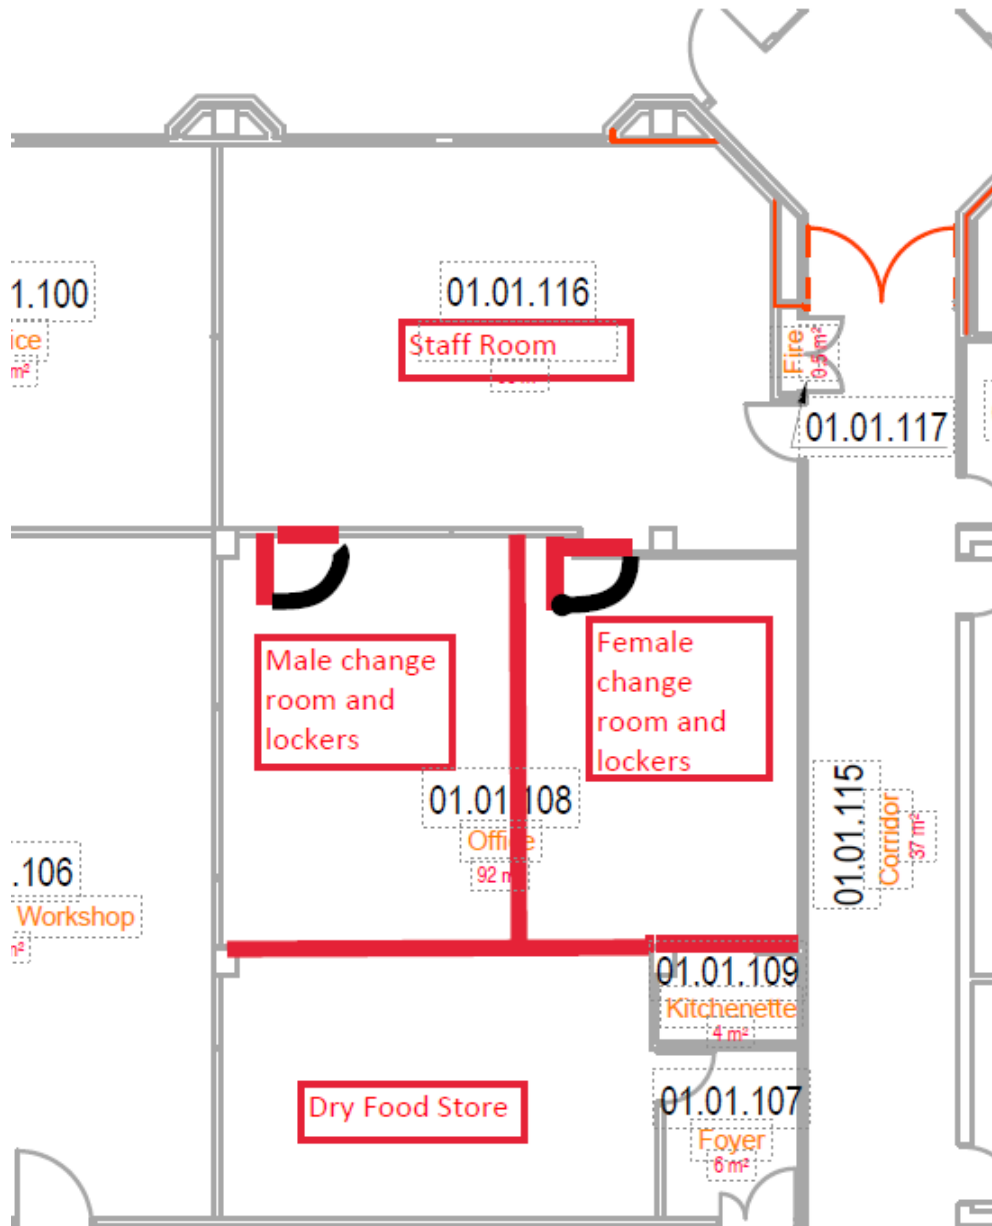 01.01.116
1.100
Staff Room
ice
m²
Fire
0.5 m²
01.01.117
Male change
room and
lockers
Female
change
room and
lockers
01.01.108
Office
92 m
01.01.115
Corridor
37 m²
.106
Workshop
m²
01.01.109
Kitchenette
4 m²
Dry Food Store
01.01.107
Foyer
6 m²